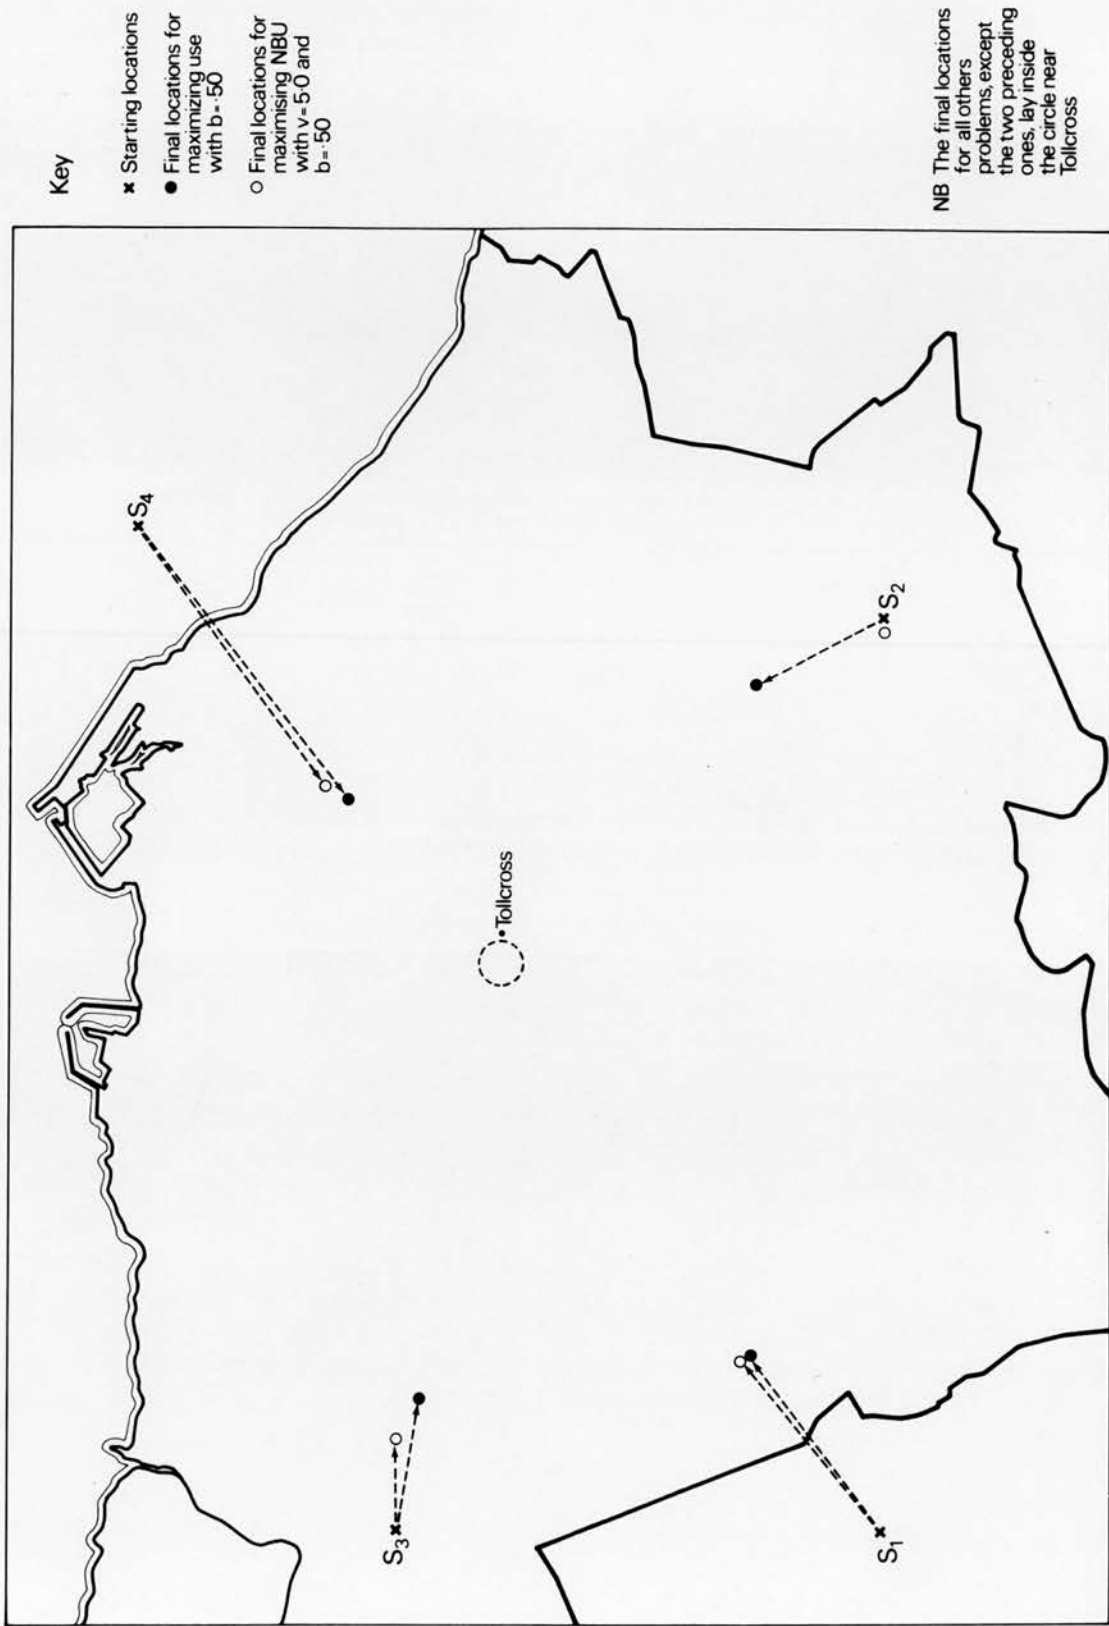 Key
× Starting locations
● Final locations for
maximizing use
with b=·50
○ Final locations for
maximising NBU
with v=5·0 and
b=·50
NB The final locations
for all others
problems, except
the two preceding
ones, lay inside
the circle near
Tollcross
S4
S2
Tollcross
S3
S1